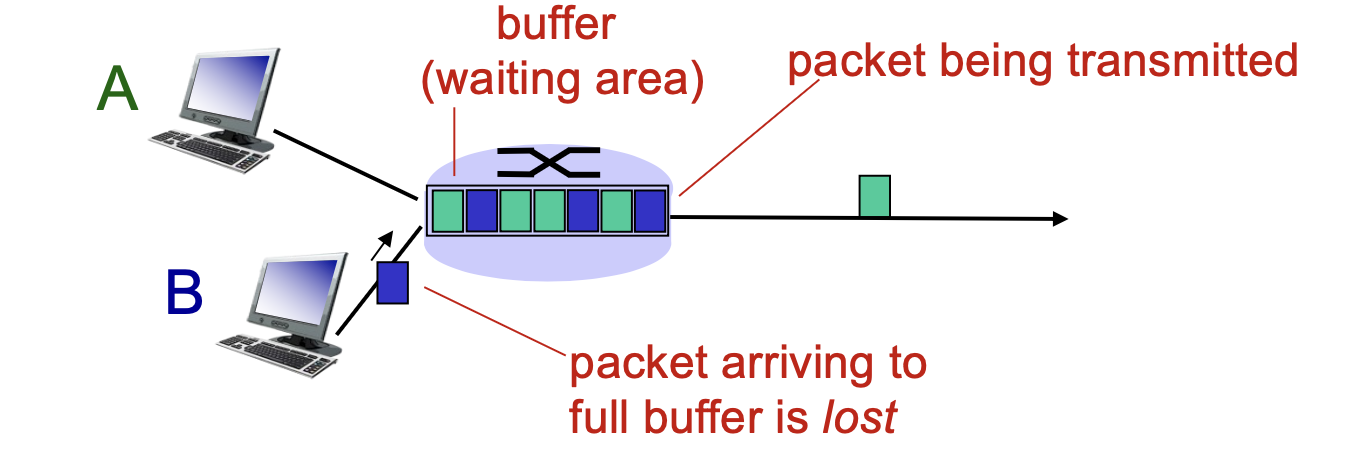 buffer
(waiting area)
packet being transmitted
A
B
packet arriving to
full buffer is lost